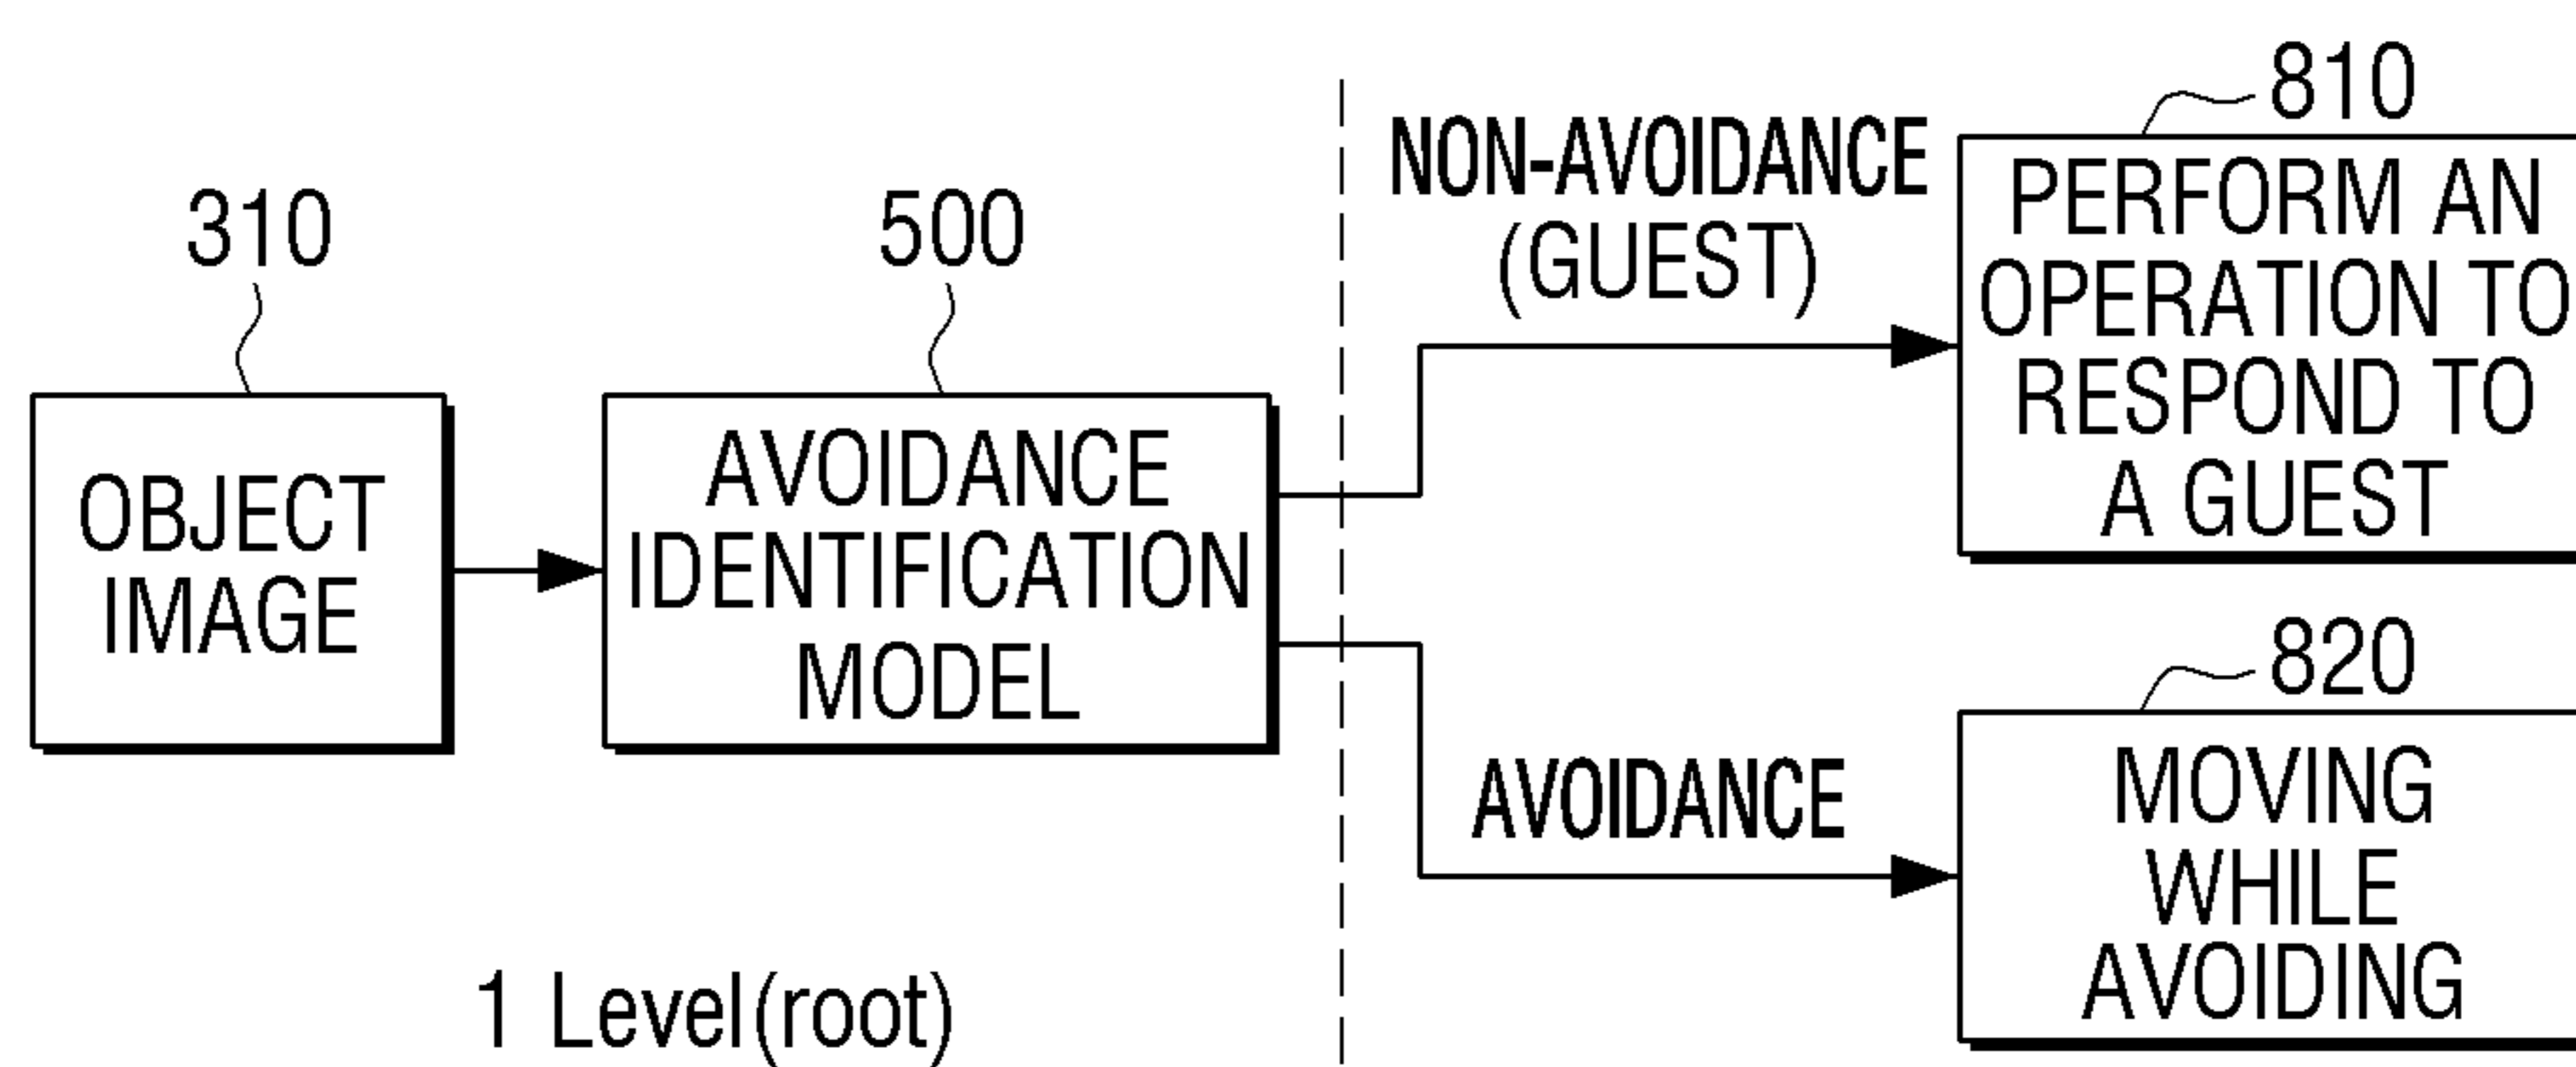 310
OBJECT
IMAGE
500
AVOIDANCE
IDENTIFICATION
MODEL
1 Level(root)
NON-AVOIDANCE
(GUEST)
810
PERFORM AN
OPERATION TO
RESPOND TO
A GUEST
AVOIDANCE
820
MOVING
WHILE
AVOIDING